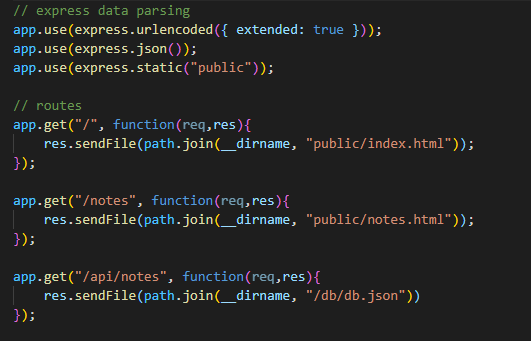 // express data parsing
app.use(express.urlencoded({ extended: true }));
app.use(express.json());
app.use(express.static("public"));
// routes
app.get("/", function(req,res){
    res.sendFile(path.join(__dirname, "public/index.html"));
});
app.get("/notes", function(req,res){
    res.sendFile(path.join(__dirname, "public/notes.html"));
});
app.get("/api/notes", function(req,res){
    res.sendFile(path.join(__dirname, "/db/db.json"))
});